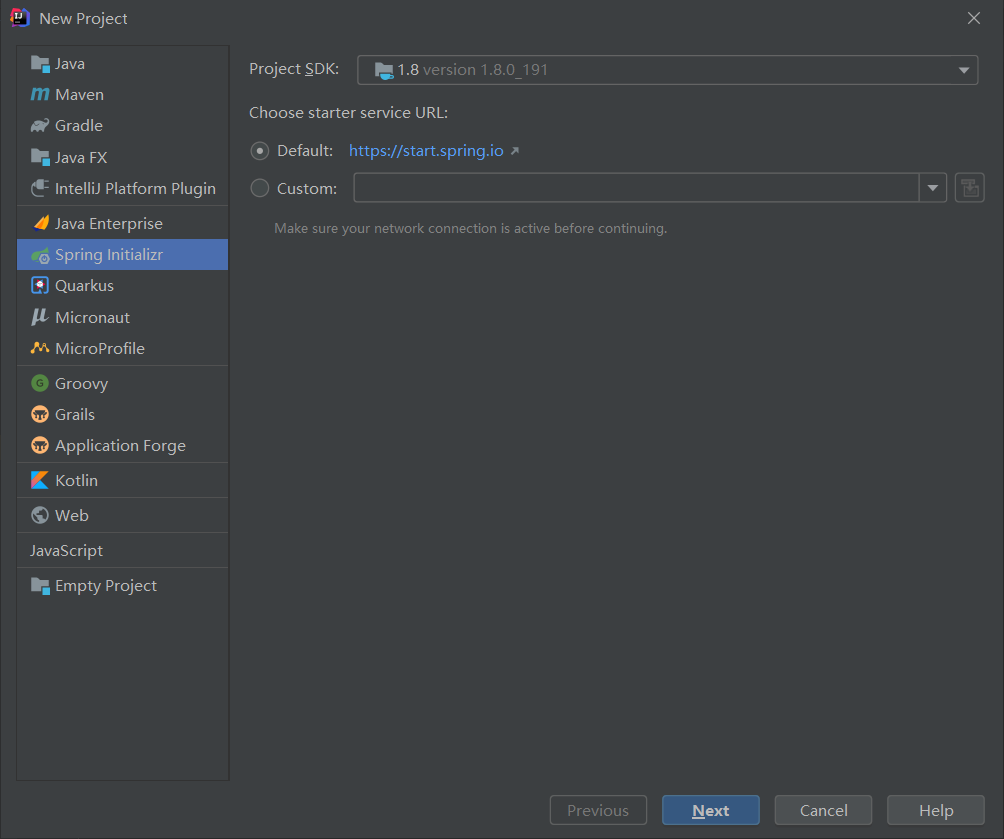 New Project
Java
Maven
Gradle
Java FX
IntelliJ Platform Plugin
Java Enterprise
Spring Initializr
Quarkus
Micronaut
MicroProfile
Groovy
Grails
Application Forge
Kotlin
Web
JavaScript
Empty Project
Project SDK: 1.8 version 1.8.0_191
Choose starter service URL:
Default: https://start.spring.io
Custom:
Make sure your network connection is active before continuing.
Previous Next Cancel Help